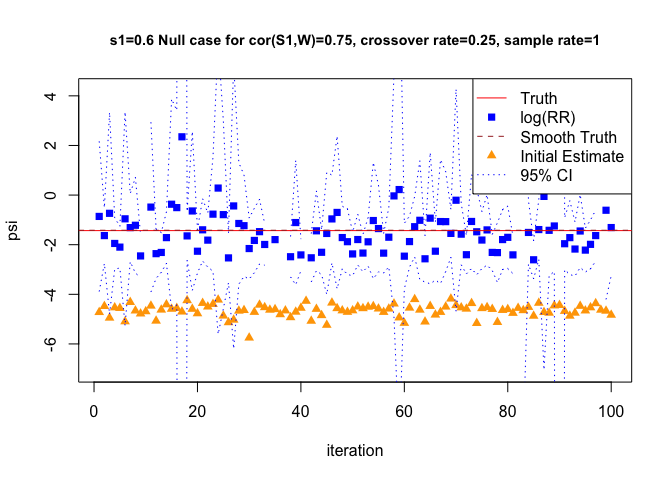 s1=0.6 Null case for cor(S1,W)=0.75, crossover rate=0.25, sample rate=1
Truth
log(RR)
Smooth Truth
Initial Estimate
95% CI
psi
4
2
0
-2
-4
-6
0 20 40 60 80 100
iteration